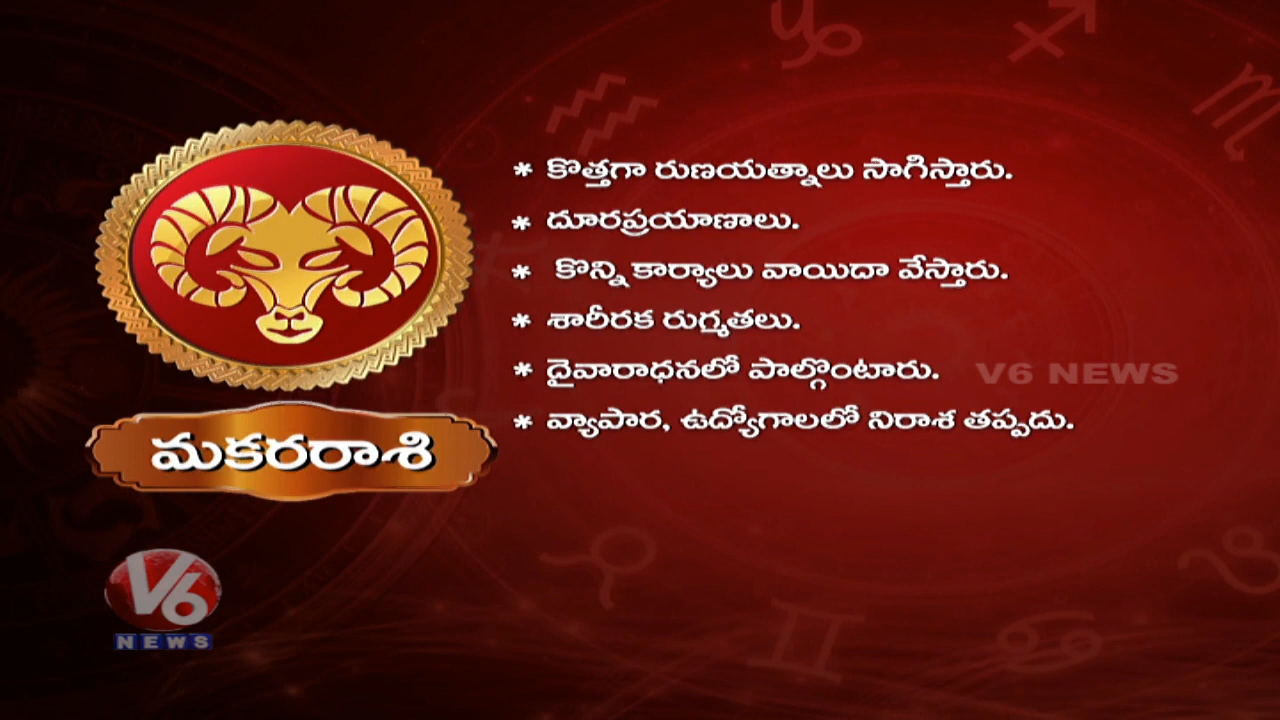 * కొత్తగా రుణయత్నాలు సాగిస్తారు.
* దూరప్రయాణాలు.
* కొన్ని కార్యాలు వాయిదా వేస్తారు.
* శారీరక రుగ్మతలు.
* దైవారాధనలో పాల్గొంటారు.
V6 NEWS
* వ్యాపార, ఉద్యోగాలలో నిరాశ తప్పదు.
మకరరాశి
V6
NEWS